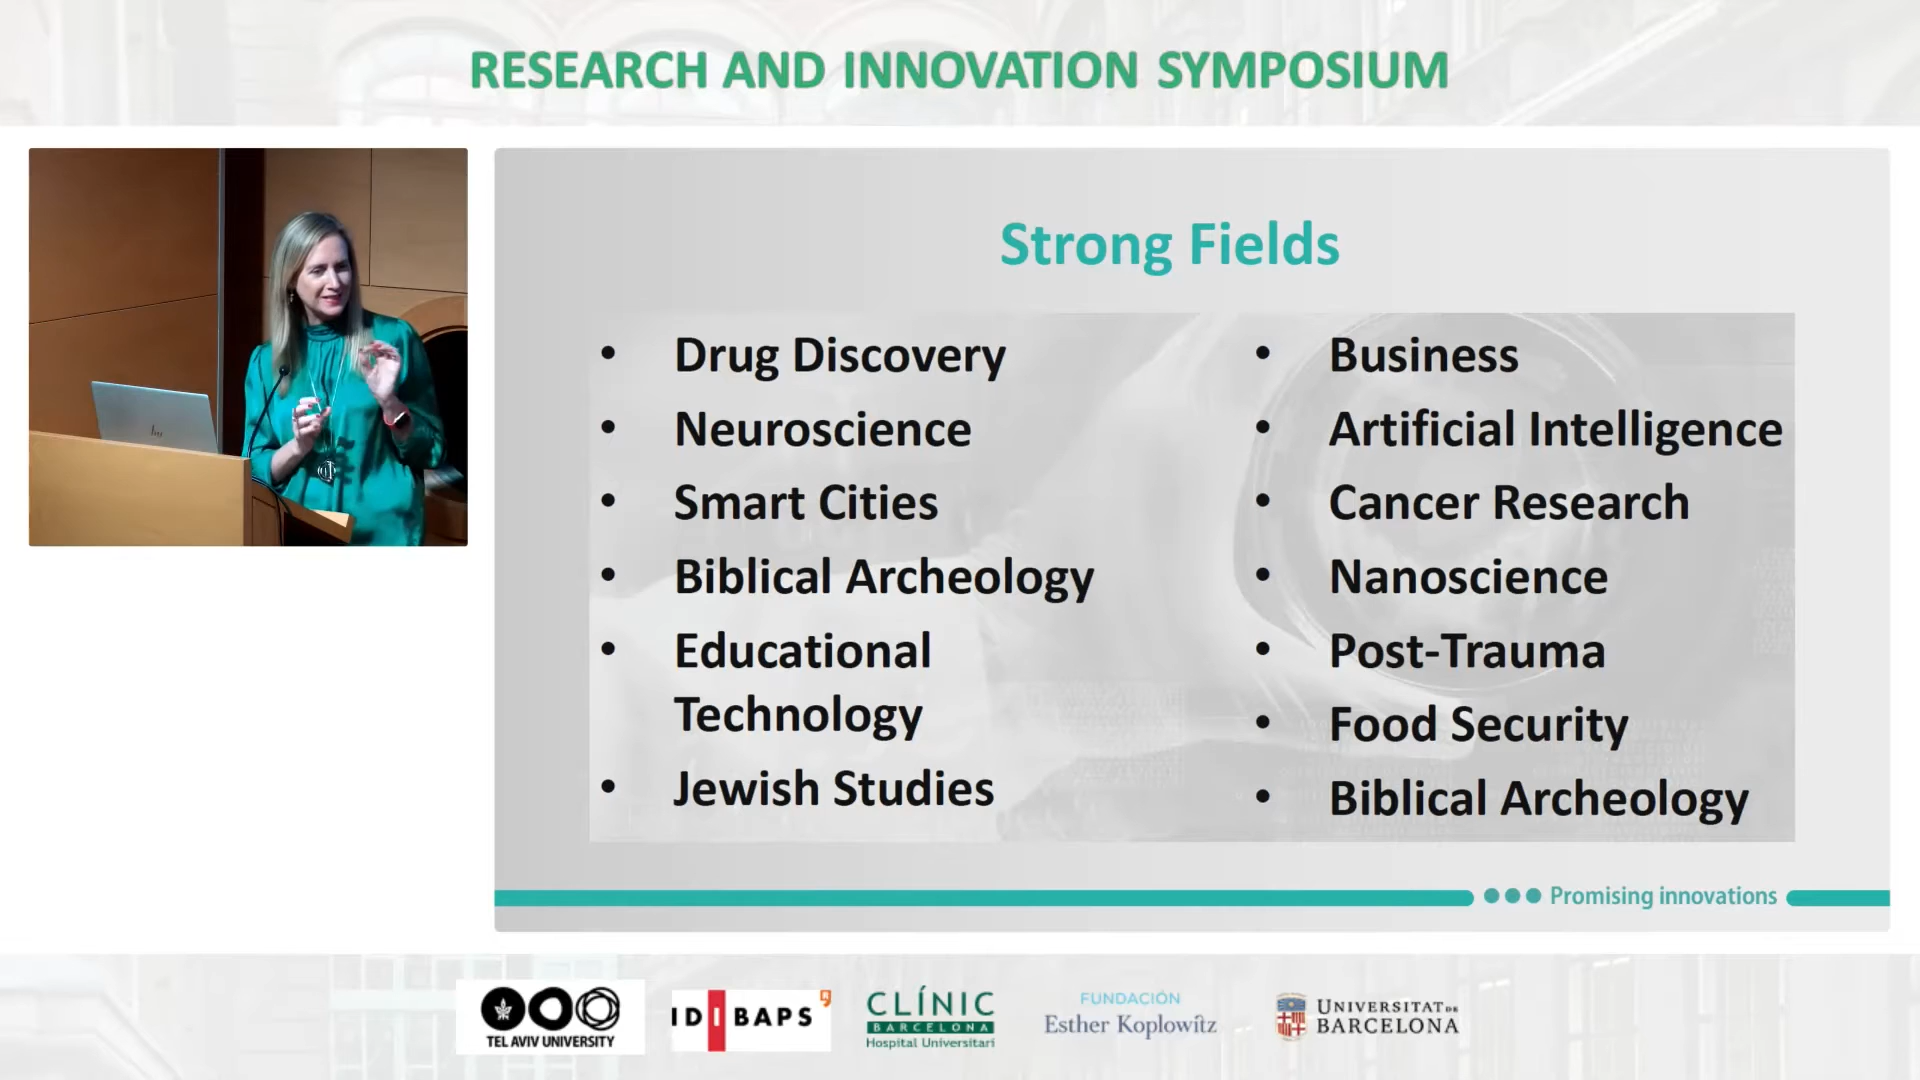 RESEARCH AND INNOVATION SYMPOSIUM
hp
Strong Fields
• Drug Discovery
• Neuroscience
• Smart Cities
• Biblical Archeology
• Educational
Technology
• Jewish Studies
• Business
• Artificial Intelligence
• Cancer Research
• Nanoscience
• Post-Trauma
• Food Security
• Biblical Archeology
Promising innovations
TEL AVIV UNIVERSITY
IDIBAPS
CLÍNIC
BARCELONA
Hospital Universitari
FUNDACIÓN
Esther Koplowitz
UNIVERSITAT DE
BARCELONA